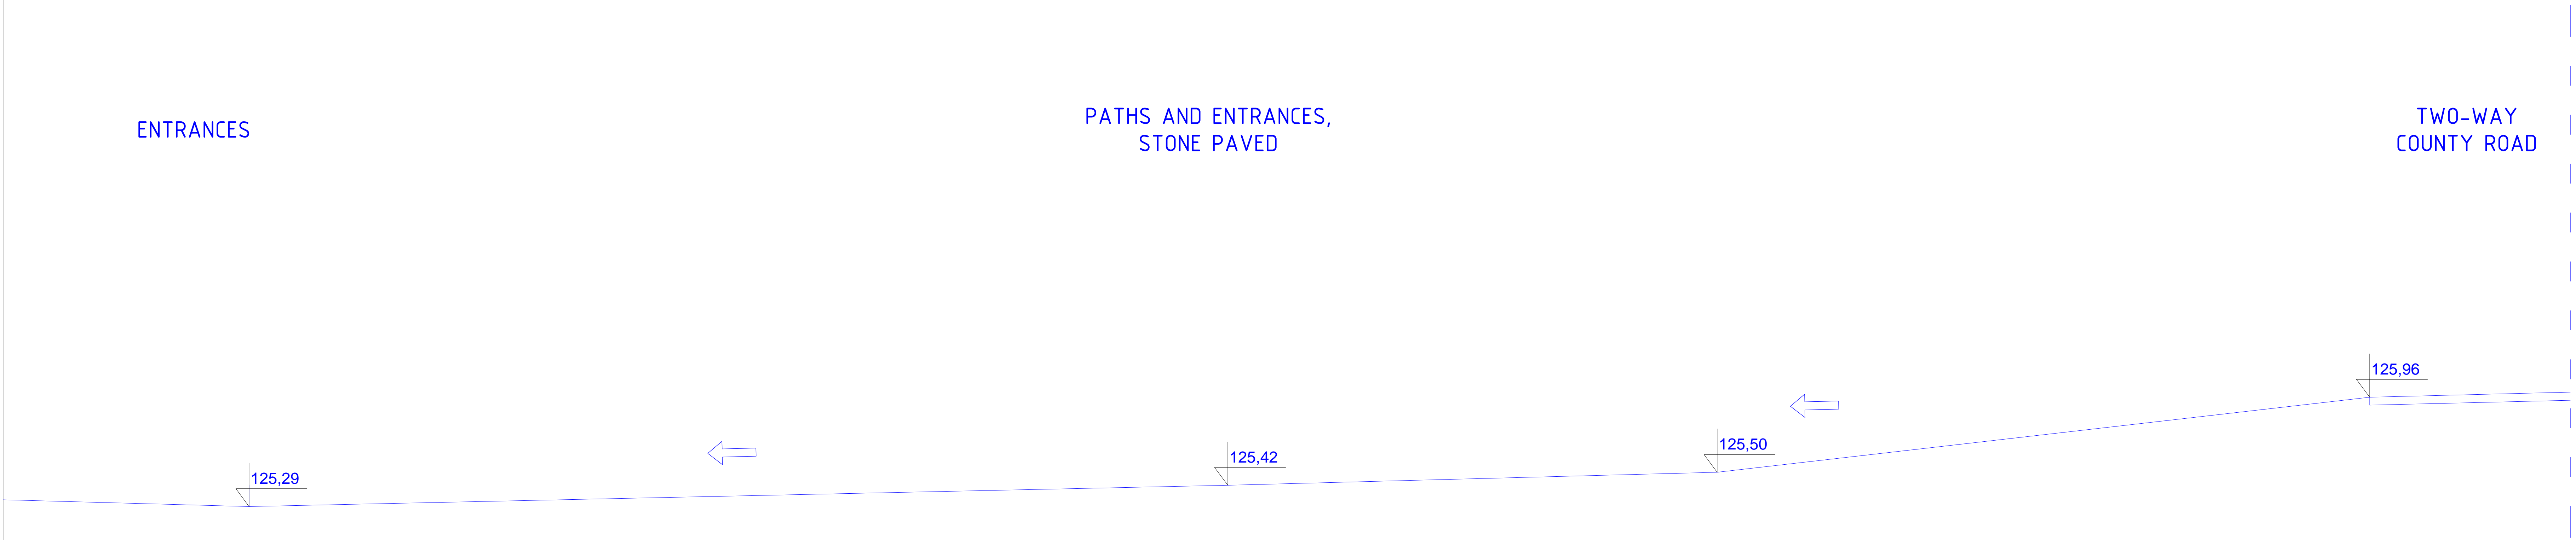 ENTRANCES
PATHS AND ENTRANCES,
STONE PAVED
TWO-WAY
COUNTY ROAD
125,96
125,50
125,42
125,29